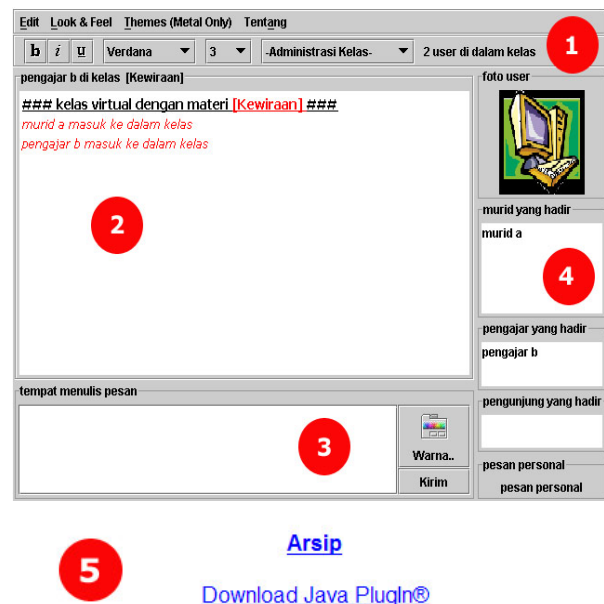 Edit Look & Feel Themes (Metal Only) Tentang
b i u Verdana 3 -Administrasi Kelas- 2 user di dalam kelas 1
pengajar b di kelas [Kewiraan]
### kelas virtual dengan materi [Kewiraan] ###
murid a masuk ke dalam kelas
pengajar b masuk ke dalam kelas
2
foto user
murid yang hadir
murid a
4
pengajar yang hadir
pengajar b
pengunjung yang hadir
tempat menulis pesan
3
Warna..
Kirim
pesan personal
pesan personal
Arsip
5
Download Java PlugIn®